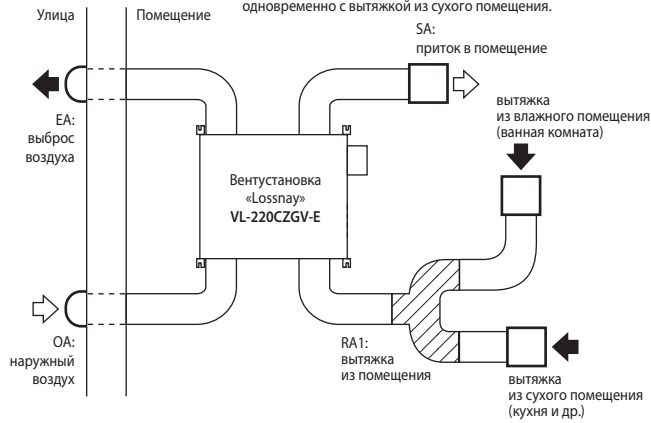 одновременно с вытяжкой из сухого помещения.
Улица
Помещение
SA:
приток в помещение
EA:
выброс
воздуха
вытяжка
из влажного помещения
(ванная комната)
Вентустановка
«Lossnay»
VL-220CZGV-E
OA:
наружный
воздух
RA1:
вытяжка
из помещения
вытяжка
из сухого помещения
(кухня и др.)